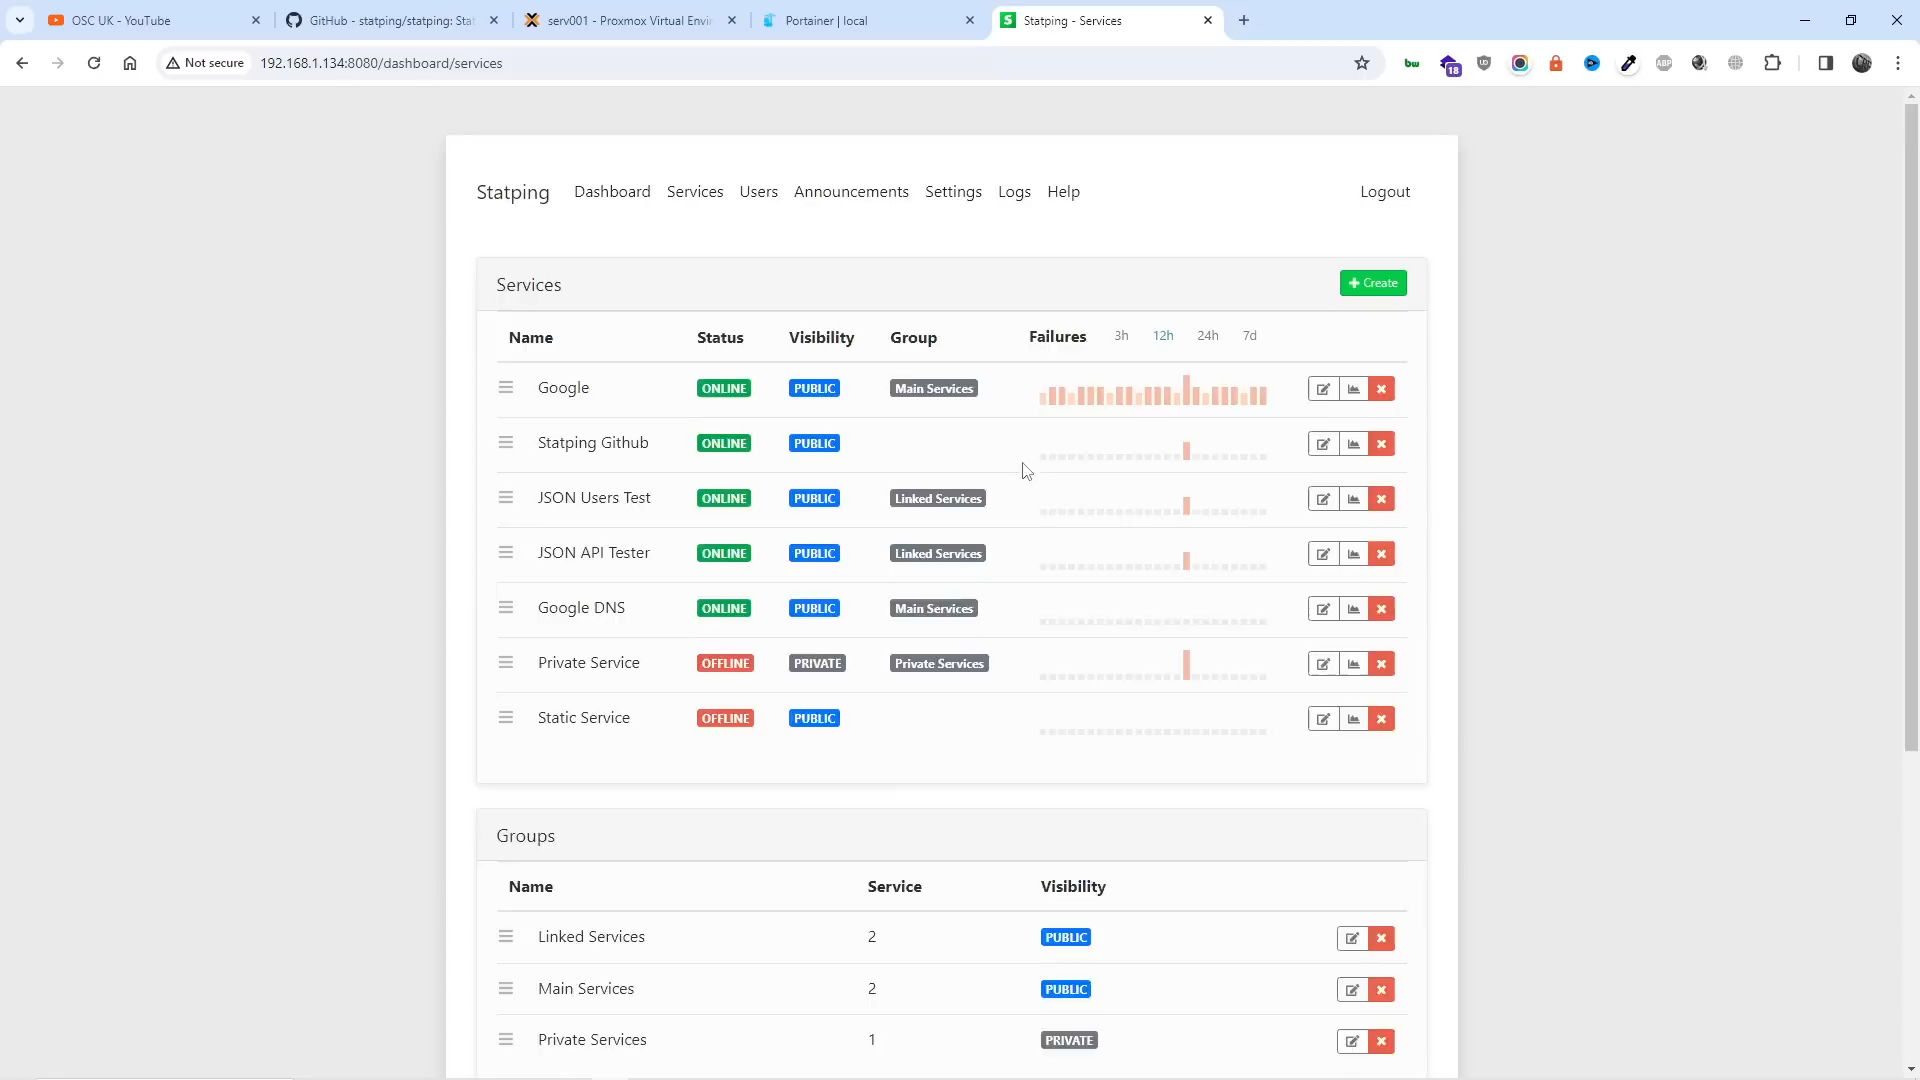 OSC UK - YouTube
GitHub - statping/statping: Stat
serv001 - Proxmox Virtual Envir
Portainer | local
Statping - Services
Not secure
192.168.1.134:8080/dashboard/services
bw
18
UD
ABP
Statping
Dashboard
Services
Users
Announcements
Settings
Logs
Help
Logout
Services
Create
Name Status Visibility Group Failures 3h 12h 24h 7d
Google ONLINE PUBLIC Main Services
Statping Github ONLINE PUBLIC
JSON Users Test ONLINE PUBLIC Linked Services
JSON API Tester ONLINE PUBLIC Linked Services
Google DNS ONLINE PUBLIC Main Services
Private Service OFFLINE PRIVATE Private Services
Static Service OFFLINE PUBLIC
Groups
Name Service Visibility
Linked Services 2 PUBLIC
Main Services 2 PUBLIC
Private Services 1 PRIVATE